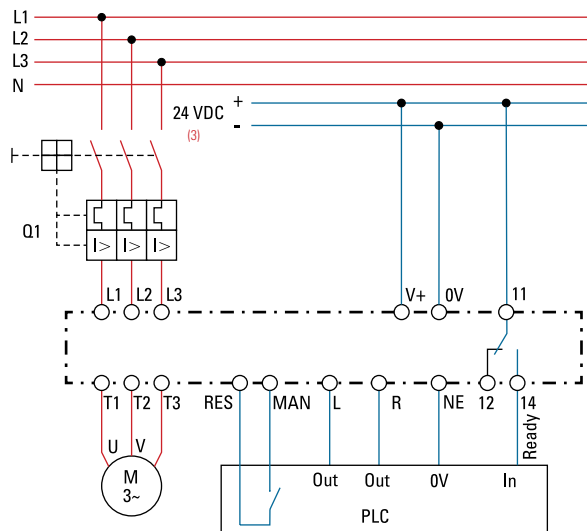 L1
L2
L3
N
24 VDC
+
-
(3)
Q1
I> I> I>
L1 L2 L3 V+ 0V 11
T1 T2 T3 RES MAN L R NE 12 14
U V
Ready
M
3~
Out Out 0V In
PLC